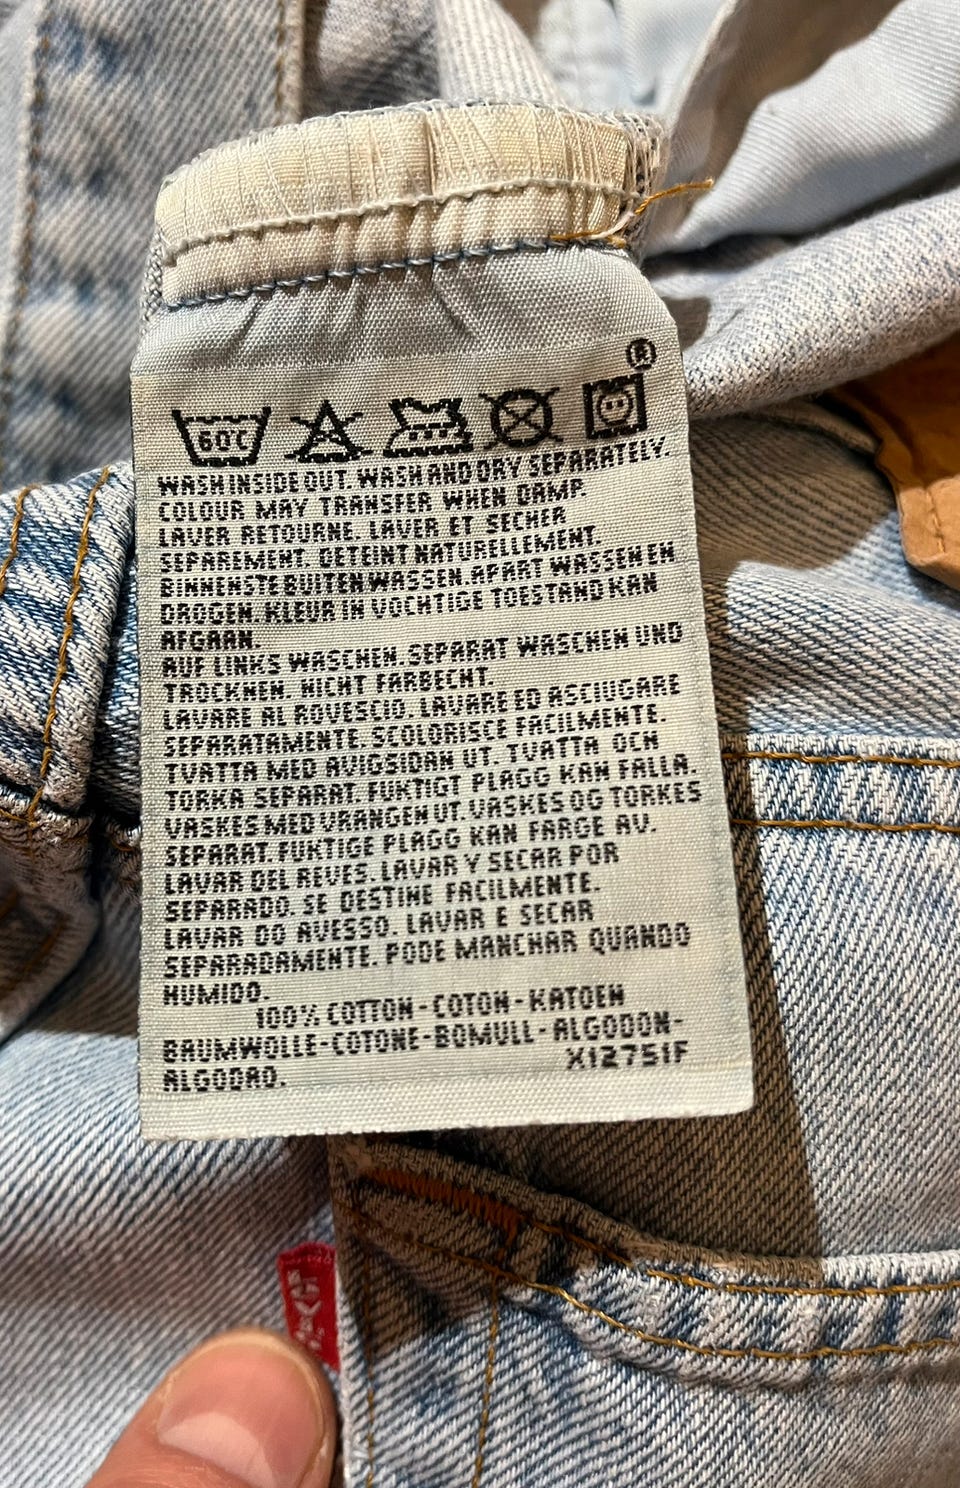 ®
60C
WASH INSIDE OUT. WASH AND DRY SEPARATELY.
COLOUR MAY TRANSFER WHEN DAMP.
LAVER RETOURNE. LAVER ET SECHER
SEPAREMENT. DETEINT NATURELLEMENT.
BINNENSTE BUITEN WASSEN. APART WASSEN EN
DROGEN. KLEUR IN VOCHTIGE TOESTAND KAN
AFGAAN.
AUF LINKS WASCHEN. SEPARAT WASCHEN UND
TROCKNEN. NICHT FARBECHT.
LAVARE AL ROVESCIO. LAVARE ED ASCIUGARE
SEPARATAMENTE. SCOLORISCE FACILMENTE.
TVATTA MED AVIGSIDAN UT. TVATTA OCH
TORKA SEPARAT. FUKTIGT PLAGG KAN FALLA.
VASKES MED VRANGEN UT. VASKES OG TORKES
SEPARAT. FUKTIGE PLAGG KAN FARGE AV.
LAVAR DEL REVES. LAVAR Y SECAR POR
SEPARADO. SE DESTINE FACILMENTE.
LAVAR DO AVESSO. LAVAR E SECAR
SEPARADAMENTE. PODE MANCHAR QUANDO
HUMIDO.
100% COTTON-COTON-KATOEN
BAUMWOLLE-COTONE-BOMULL-ALGODON-
ALGODAO. X12751F